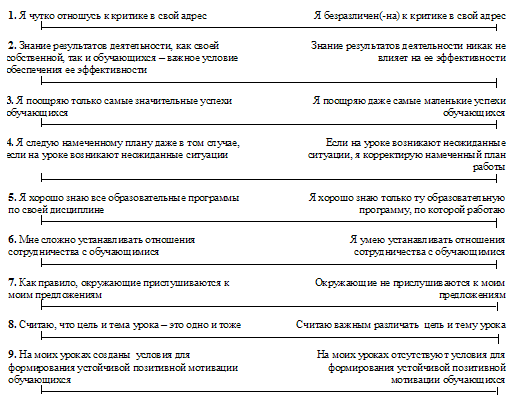 1. Я чутко отношусь к критике в свой адрес
Я безразличен(-на) к критике в свой адрес
2. Знание результатов деятельности, как своей
собственной, так и обучающихся – важное условие
обеспечения ее эффективности
Знание результатов деятельности никак не
влияет на ее эффективности
3. Я поощряю только самые значительные успехи
обучающихся
Я поощряю даже самые маленькие успехи
обучающихся
4. Я следую намеченному плану даже в том случае,
если на уроке возникают неожиданные ситуации
Если на уроке возникают неожиданные
ситуации, я корректирую намеченный план
работы
5. Я хорошо знаю все образовательные программы
по своей дисциплине
Я хорошо знаю только ту образовательную
программу, по которой работаю
6. Мне сложно устанавливать отношения
сотрудничества с обучающимися
Я умею устанавливать отношения
сотрудничества с обучающимися
7. Как правило, окружающие прислушиваются к
моим предложениям
Окружающие не прислушиваются к моим
предложениям
8. Считаю, что цель и тема урока – это одно и тоже
Считаю важным различать цель и тему урока
9. На моих уроках созданы условия для
формирования устойчивой позитивной мотивации
обучающихся
На моих уроках отсутствуют условия для
формирования устойчивой позитивной
мотивации обучающихся